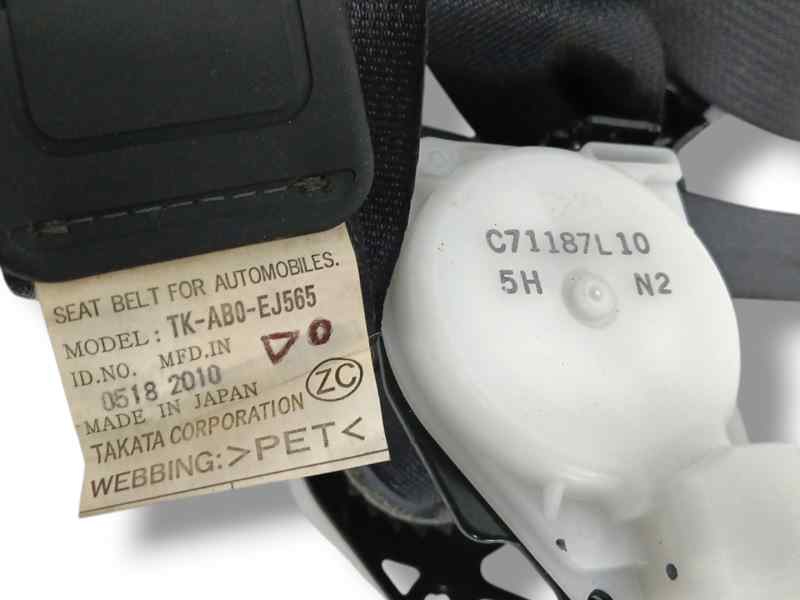 SEAT BELT FOR AUTOMOBILES.
MODEL: TK-AB0-EJ565
ID.NO. MFD.IN
0518 2010
MADE IN JAPAN
ZC
TAKATA CORPORATION
WEBBING:>PET<
C71187L10
5H N2